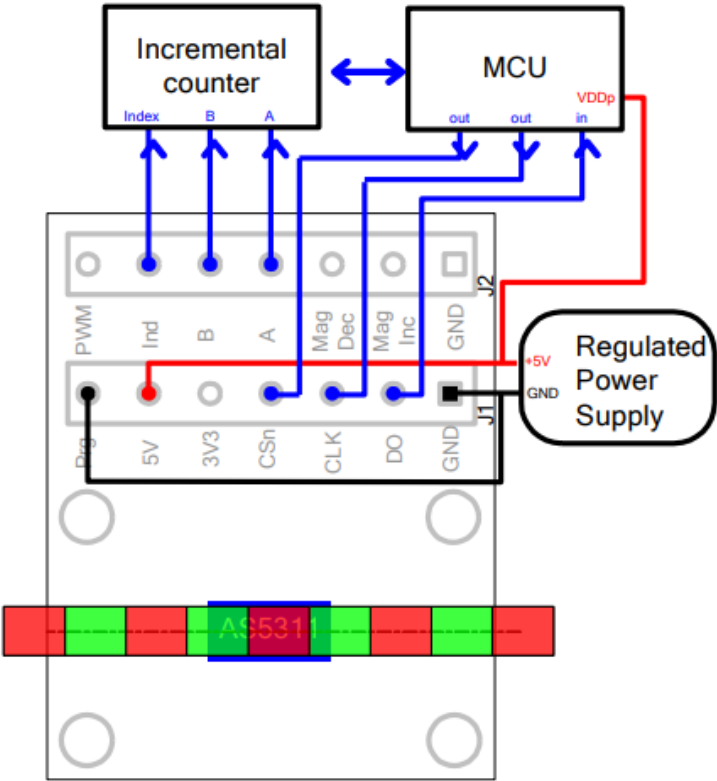 Incremental
counter
Index B A
MCU
VDDp
out out in
J2
PWM
Ind
B
A
Mag
Dec
Mag
Inc
GND
+5V
GND
Regulated
Power
Supply
J1
Prg
5V
3V3
CSn
CLK
DO
GND
AS5311